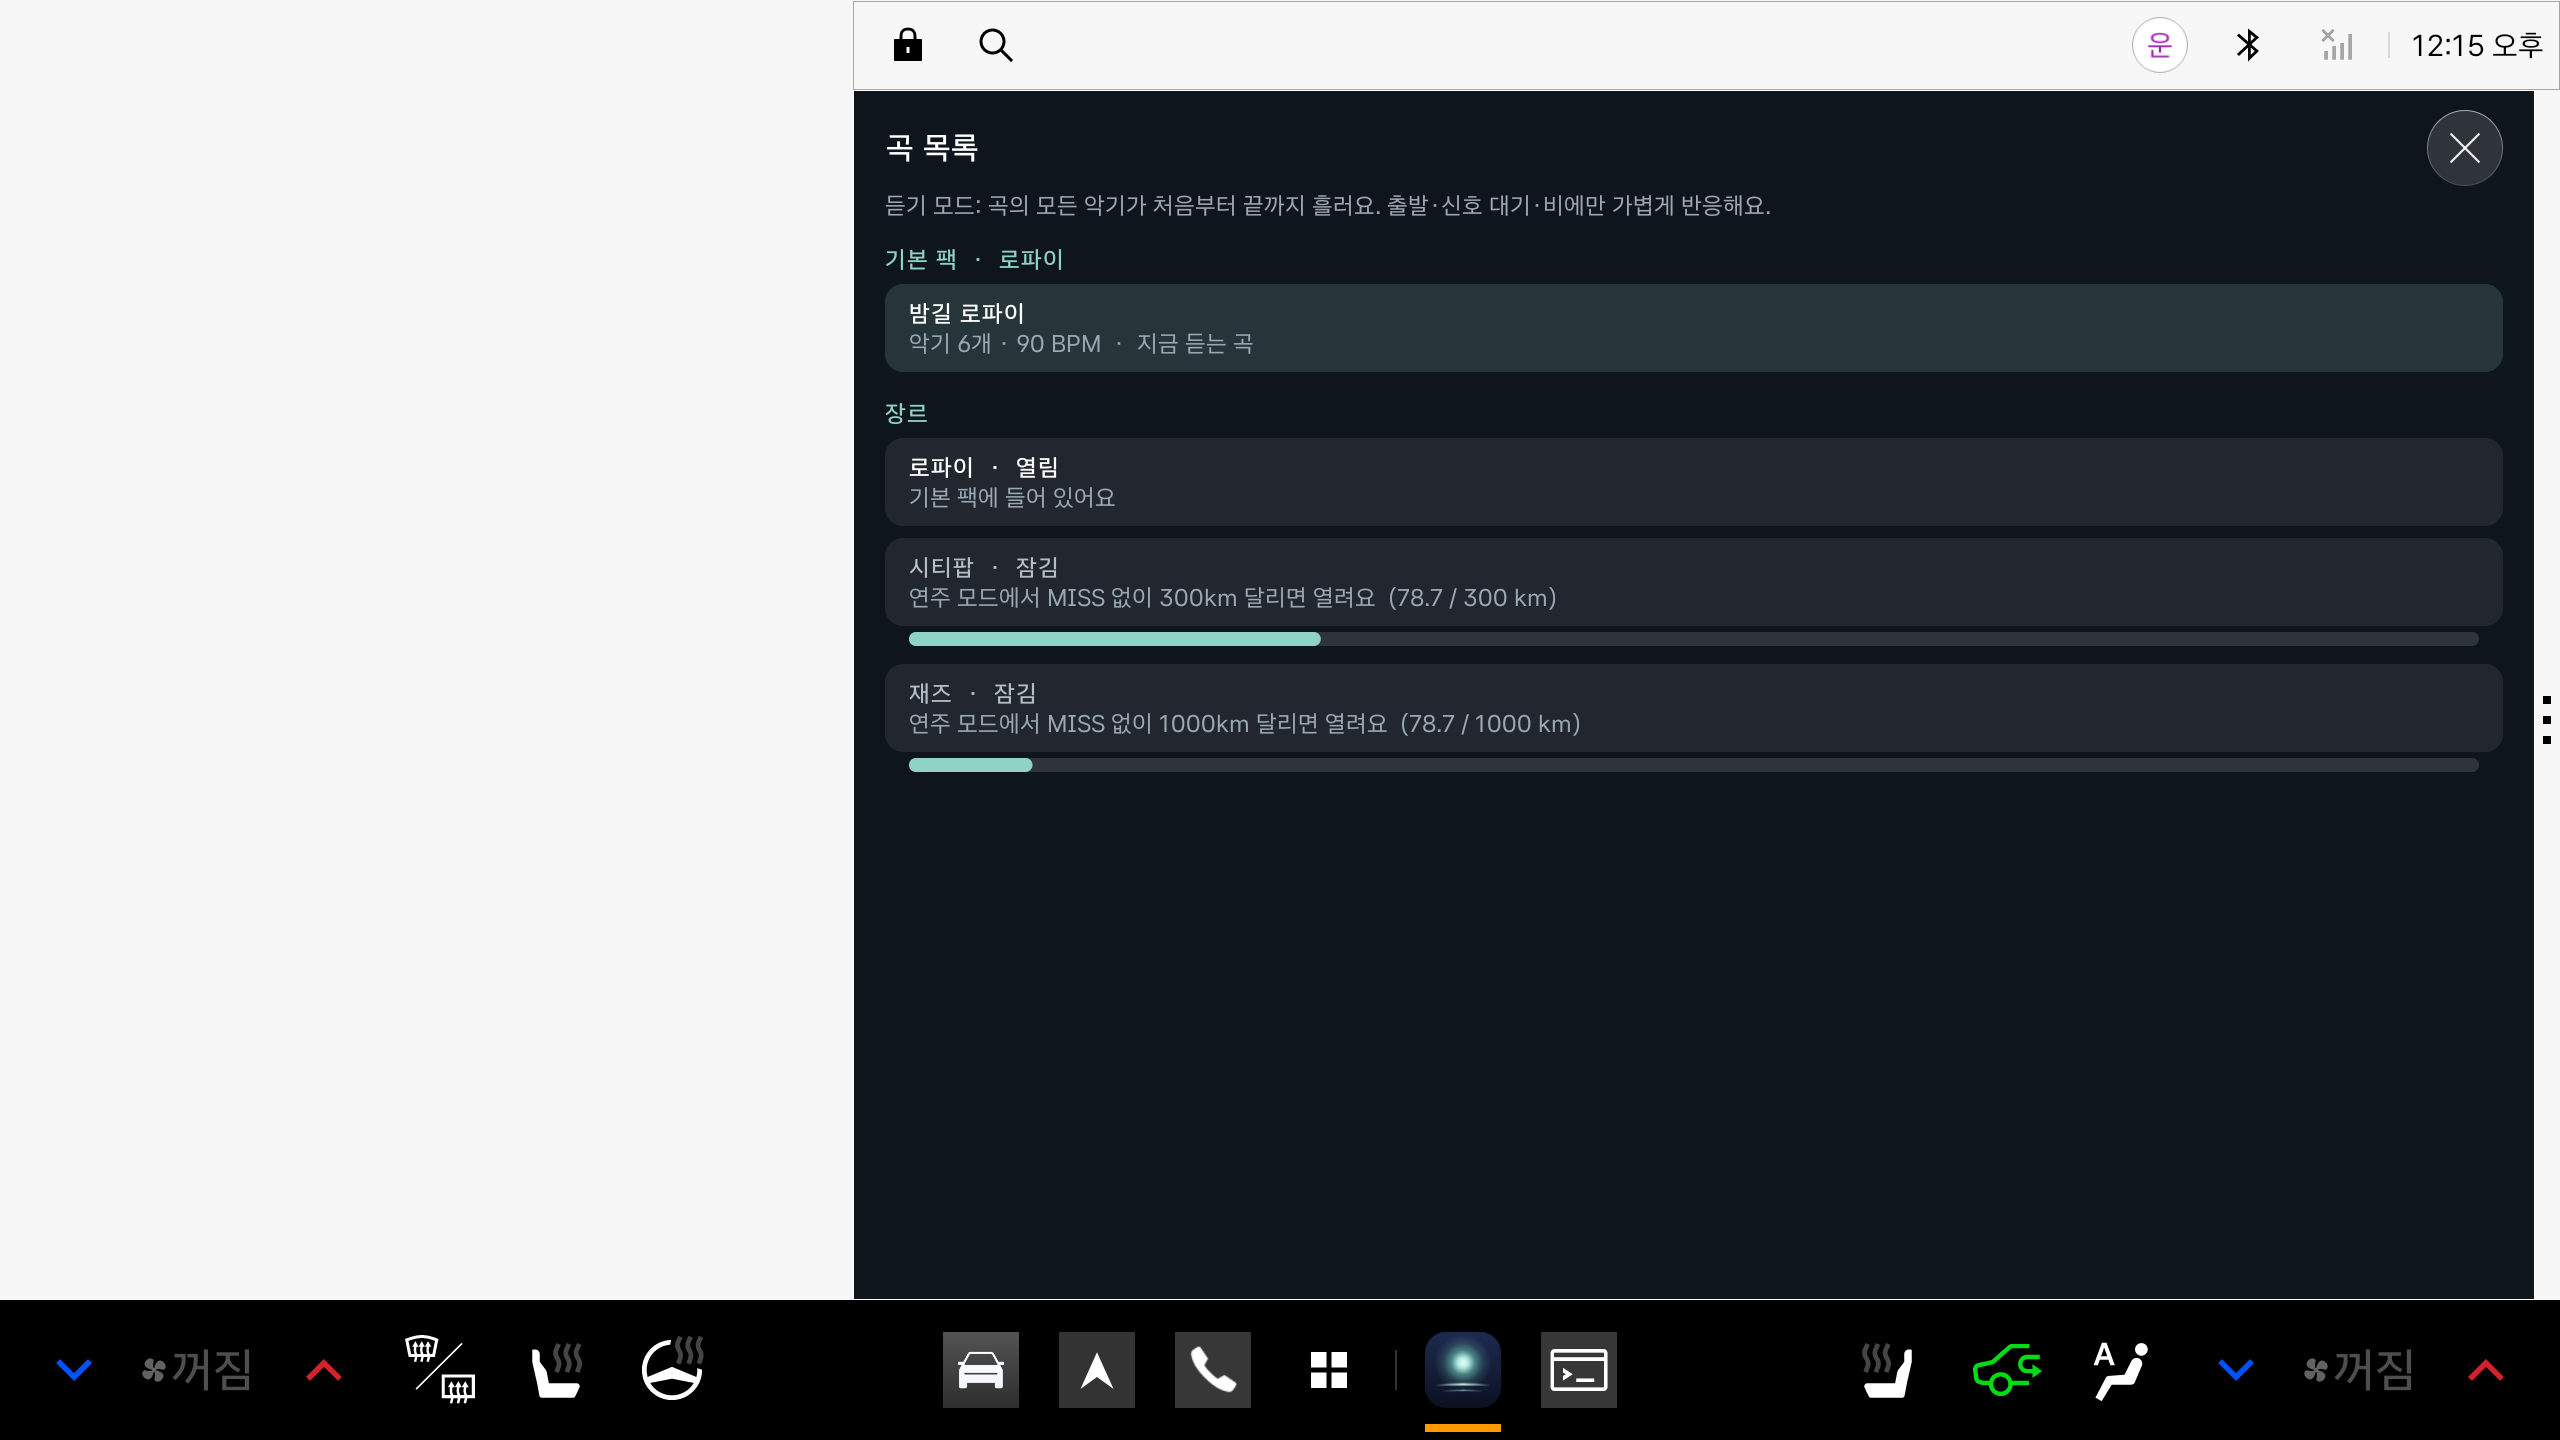 운
12:15 오후
곡 목록
듣기 모드: 곡의 모든 악기가 처음부터 끝까지 흘러요. 출발·신호 대기·비에만 가볍게 반응해요.
기본 팩 · 로파이
밤길 로파이
악기 6개 · 90 BPM · 지금 듣는 곡
장르
로파이 · 열림
기본 팩에 들어 있어요
시티팝 · 잠김
연주 모드에서 MISS 없이 300km 달리면 열려요 (78.7 / 300 km)
재즈 · 잠김
연주 모드에서 MISS 없이 1000km 달리면 열려요 (78.7 / 1000 km)
꺼짐
A
꺼짐